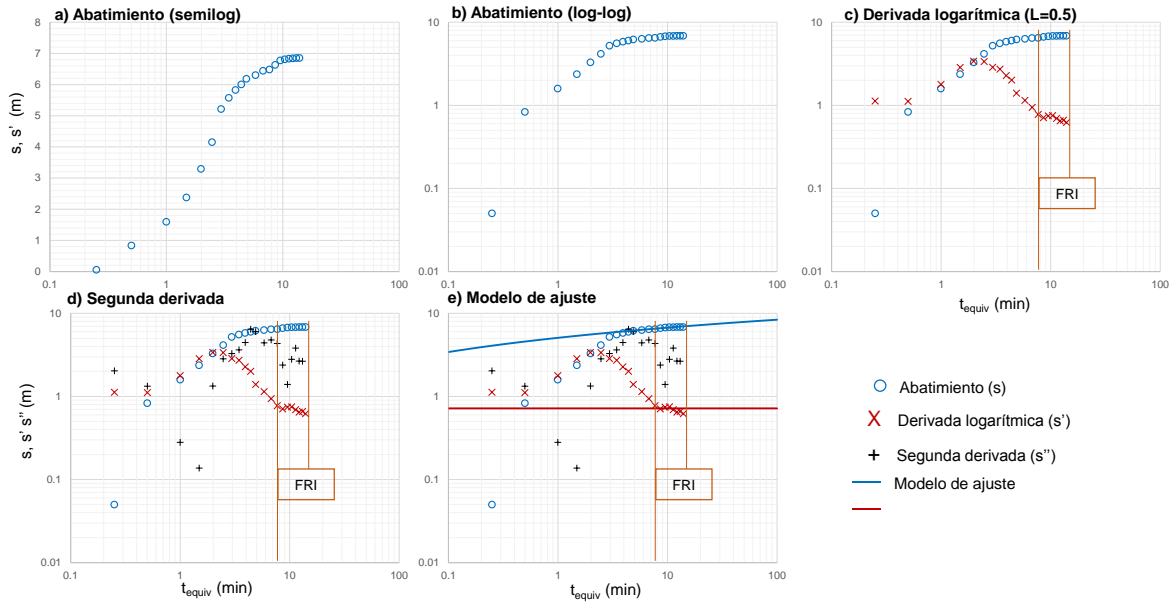 a) Abatimiento (semilog)
8
7
6
5
4
3
2
1
0
0.1
1
10
100
s, s’ (m)
b) Abatimiento (log-log)
10
1
0.1
0.01
0.1
1
10
100
c) Derivada logarítmica (L=0.5)
10
1
0.1
0.01
0.1
1
10
100
FRI
t equiv (min)
d) Segunda derivada
10
1
0.1
0.01
0.1
1
10
100
s, s’ s’’ (m)
FRI
t equiv (min)
e) Modelo de ajuste
10
1
0.1
0.01
0.1
1
10
100
FRI
t equiv (min)
Abatimiento (s)
Derivada logarítmica (s’)
Segunda derivada (s’’)
Modelo de ajuste